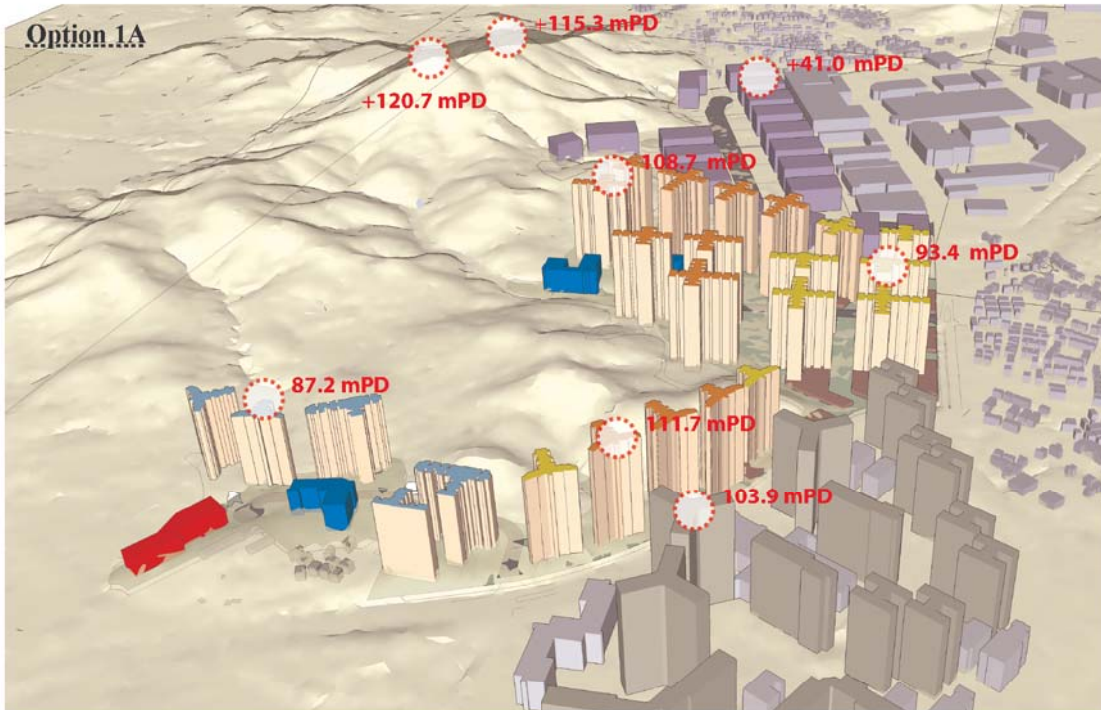 Option 1A
+115.3 mPD
+41.0 mPD
+120.7 mPD
108.7 mPD
93.4 mPD
87.2 mPD
111.7 mPD
103.9 mPD